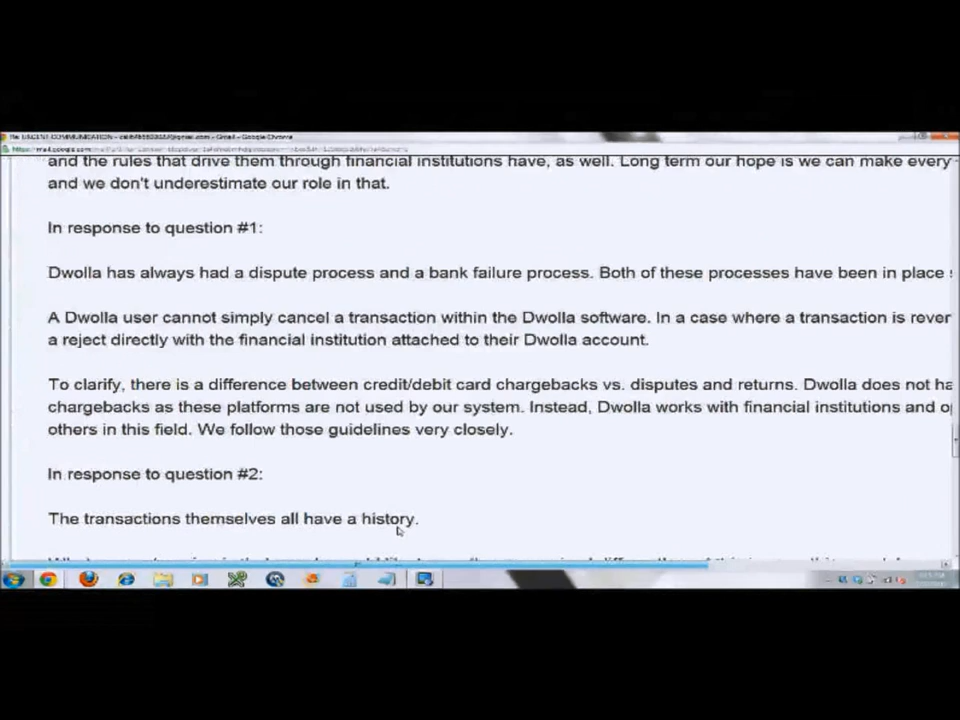 and the rules that drive them through financial institutions have, as well. Long term our hope is we can make every
and we don't underestimate our role in that.
In response to question #1:
Dwolla has always had a dispute process and a bank failure process. Both of these processes have been in place
A Dwolla user cannot simply cancel a transaction within the Dwolla software. In a case where a transaction is rever
a reject directly with the financial institution attached to their Dwolla account.
To clarify, there is a difference between credit/debit card chargebacks vs. disputes and returns. Dwolla does not ha
chargebacks as these platforms are not used by our system. Instead, Dwolla works with financial institutions and o
others in this field. We follow those guidelines very closely.
In response to question #2:
The transactions themselves all have a history.